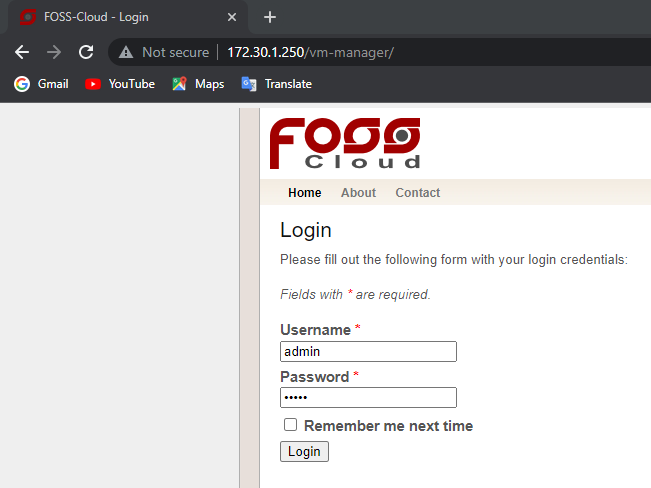 FOSS-Cloud - Login
Not secure 172.30.1.250/vm-manager/
Gmail YouTube Maps Translate
FOSS
Cloud
Home About Contact
Login
Please fill out the following form with your login credentials:
Fields with * are required.
Username *
admin
Password *
•••••
Remember me next time
Login